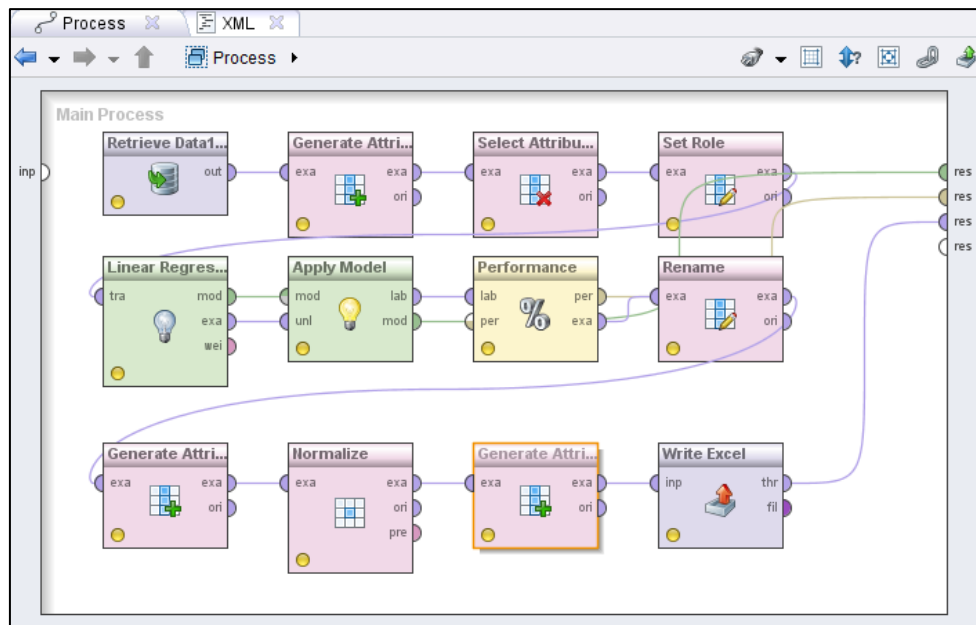 Process
XML
Process
Main Process
Retrieve Data1...
Generate Attri...
Select Attribu...
Set Role
inp
out
exa
exa
ori
exa
exa
ori
exa
exa
ori
res
res
res
res
Linear Regres...
Apply Model
Performance
Rename
tra
mod
exa
wei
mod
lab
unl
mod
lab
per
per
exa
exa
exa
ori
Generate Attri...
Normalize
Generate Attri...
Write Excel
exa
exa
ori
exa
exa
ori
pre
exa
exa
ori
inp
thr
fil